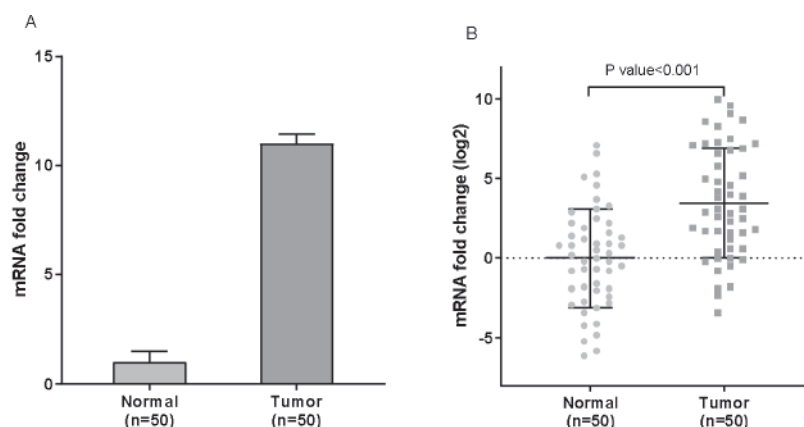 A
mRNA fold change
15
10
5
0
Normal
(n=50)
Tumor
(n=50)
B
P value<0.001
mRNA fold change (log2)
10
5
0
-5
Normal
(n=50)
Tumor
(n=50)